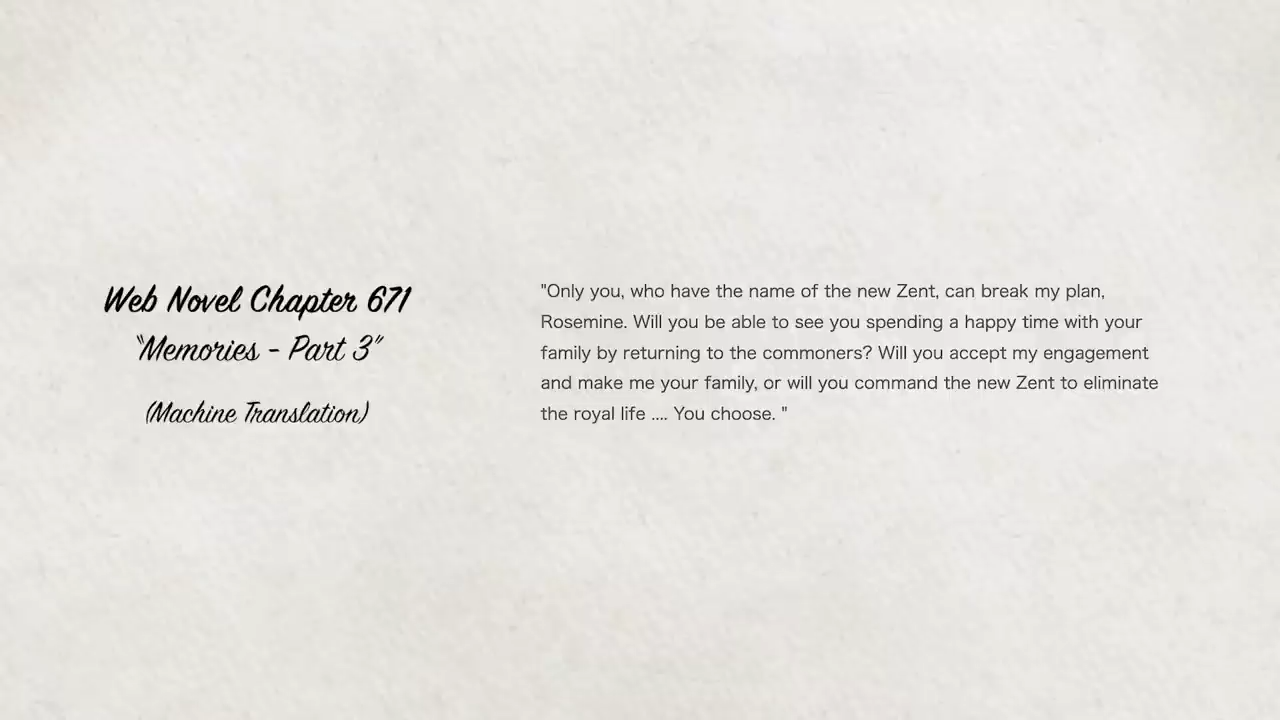 Web Novel Chapter 671
"Memories - Part 3"
(Machine Translation)
"Only you, who have the name of the new Zent, can break my plan,
Rosemine. Will you be able to see you spending a happy time with your
family by returning to the commoners? Will you accept my engagement
and make me your family, or will you command the new Zent to eliminate
the royal life .... You choose. "